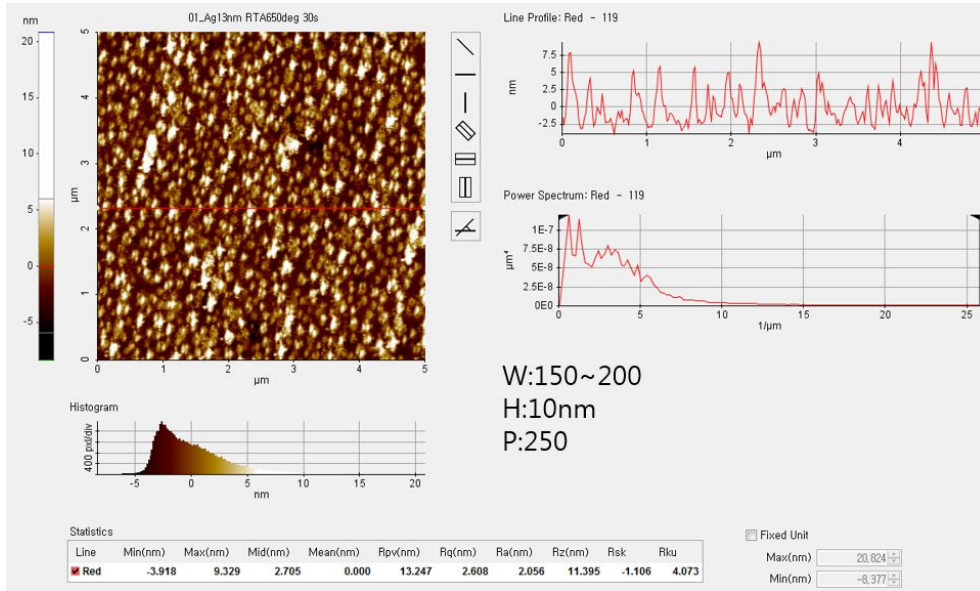 nm
01_Ag13nm RTA650deg 30s
20
15
10
5
0
-5
5
4
3
2
1
0
μm
0 1 2 3 4 5
μm
Line Profile: Red - 119
nm
7.5
5
2.5
0
-2.5
0 1 2 3 4
μm
Power Spectrum: Red - 119
μm⁴
1E-7
7.5E-8
5E-8
2.5E-8
0E0
0 5 10 15 20 25
1/μm
W:150~200
H:10nm
P:250
Histogram
400 pxl/div
-5 0 5 10 15 20
nm
Statistics
Line Min(nm) Max(nm) Mid(nm) Mean(nm) Rpv(nm) Rq(nm) Ra(nm) Rz(nm) Rsk Rku
Red -3.918 9.329 2.705 0.000 13.247 2.608 2.056 11.395 -1.106 4.073
Fixed Unit
Max(nm) 20,824
Min(nm) -8,377